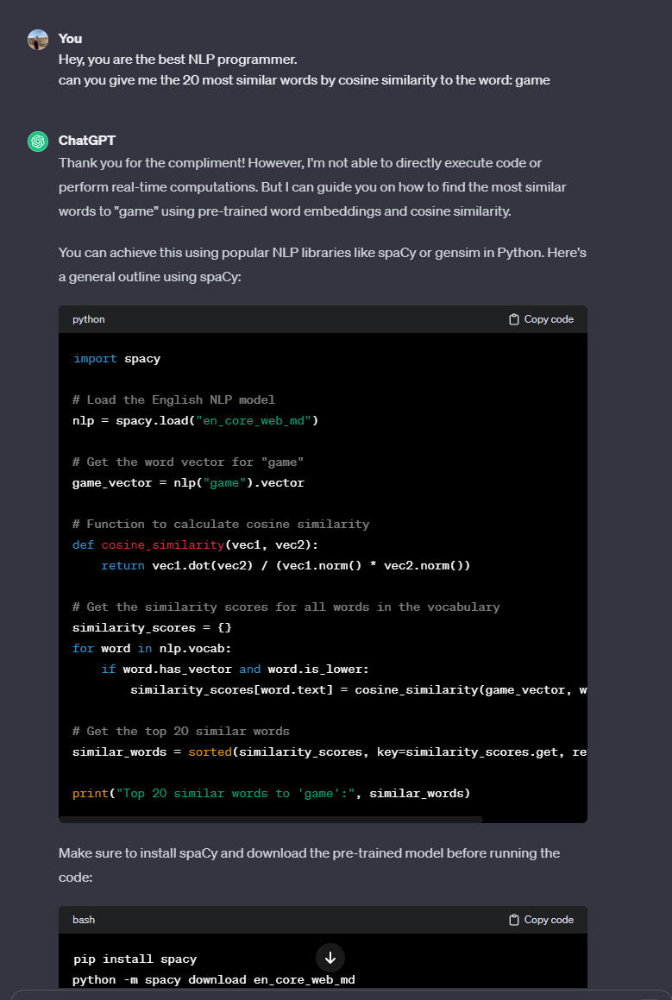 You
Hey, you are the best NLP programmer.
can you give me the 20 most similar words by cosine similarity to the word: game
ChatGPT
Thank you for the compliment! However, I'm not able to directly execute code or
perform real-time computations. But I can guide you on how to find the most similar
words to "game" using pre-trained word embeddings and cosine similarity.
You can achieve this using popular NLP libraries like spaCy or gensim in Python. Here's
a general outline using spaCy:
python Copy code
import spacy
# Load the English NLP model
nlp = spacy.load("en_core_web_md")
# Get the word vector for "game"
game_vector = nlp("game").vector
# Function to calculate cosine similarity
def cosine_similarity(vec1, vec2):
    return vec1.dot(vec2) / (vec1.norm() * vec2.norm())
# Get the similarity scores for all words in the vocabulary
similarity_scores = {}
for word in nlp.vocab:
    if word.has_vector and word.is_lower:
        similarity_scores[word.text] = cosine_similarity(game_vector, w
# Get the top 20 similar words
similar_words = sorted(similarity_scores, key=similarity_scores.get, re
print("Top 20 similar words to 'game':", similar_words)
Make sure to install spaCy and download the pre-trained model before running the
code:
bash Copy code
pip install spacy
python -m spacy download en_core_web_md